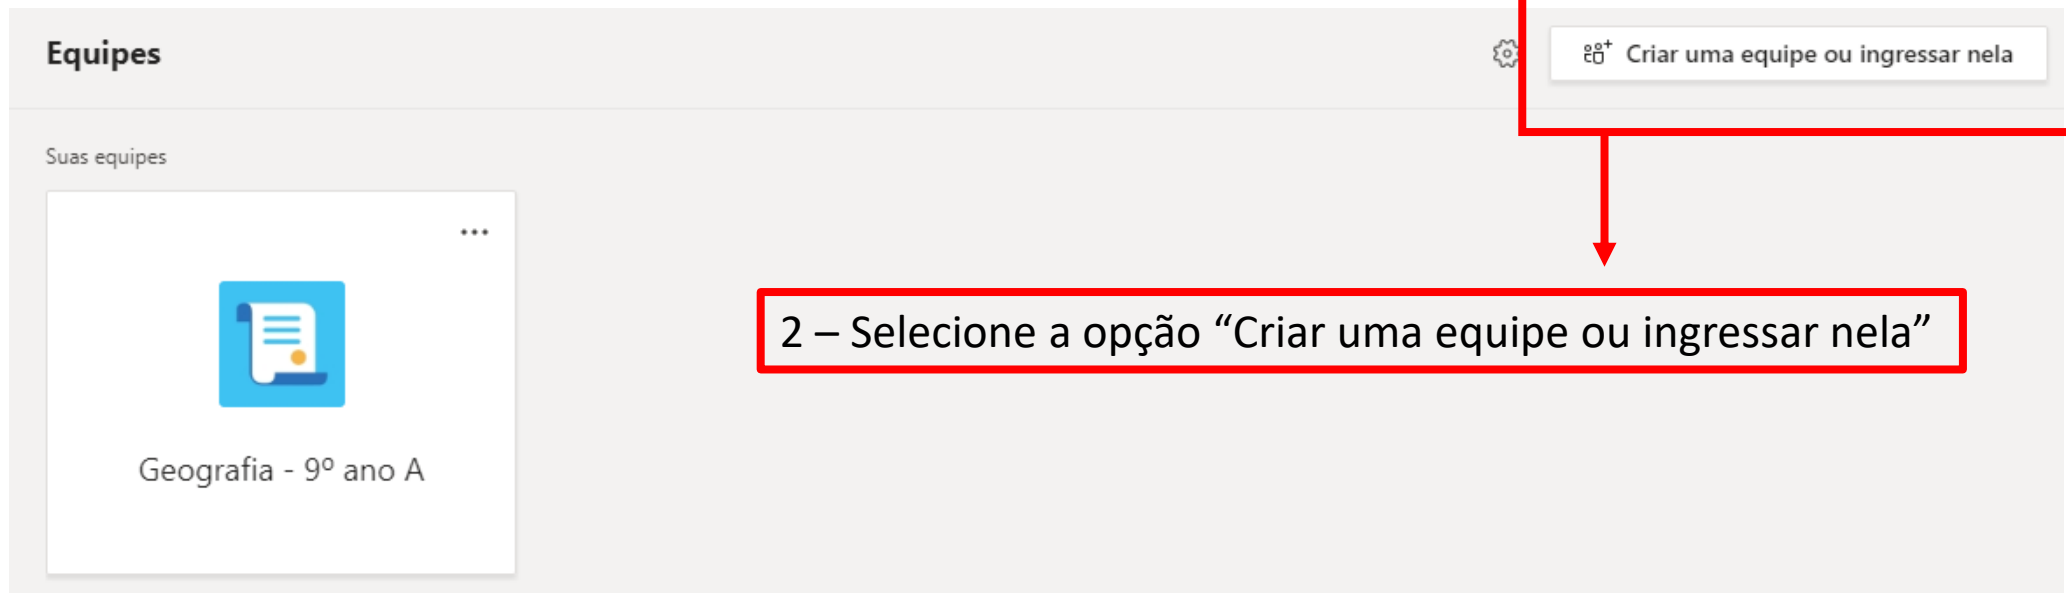 Equipes
Criar uma equipe ou ingressar nela
Suas equipes
2 – Selecione a opção “Criar uma equipe ou ingressar nela”
Geografia - 9º ano A